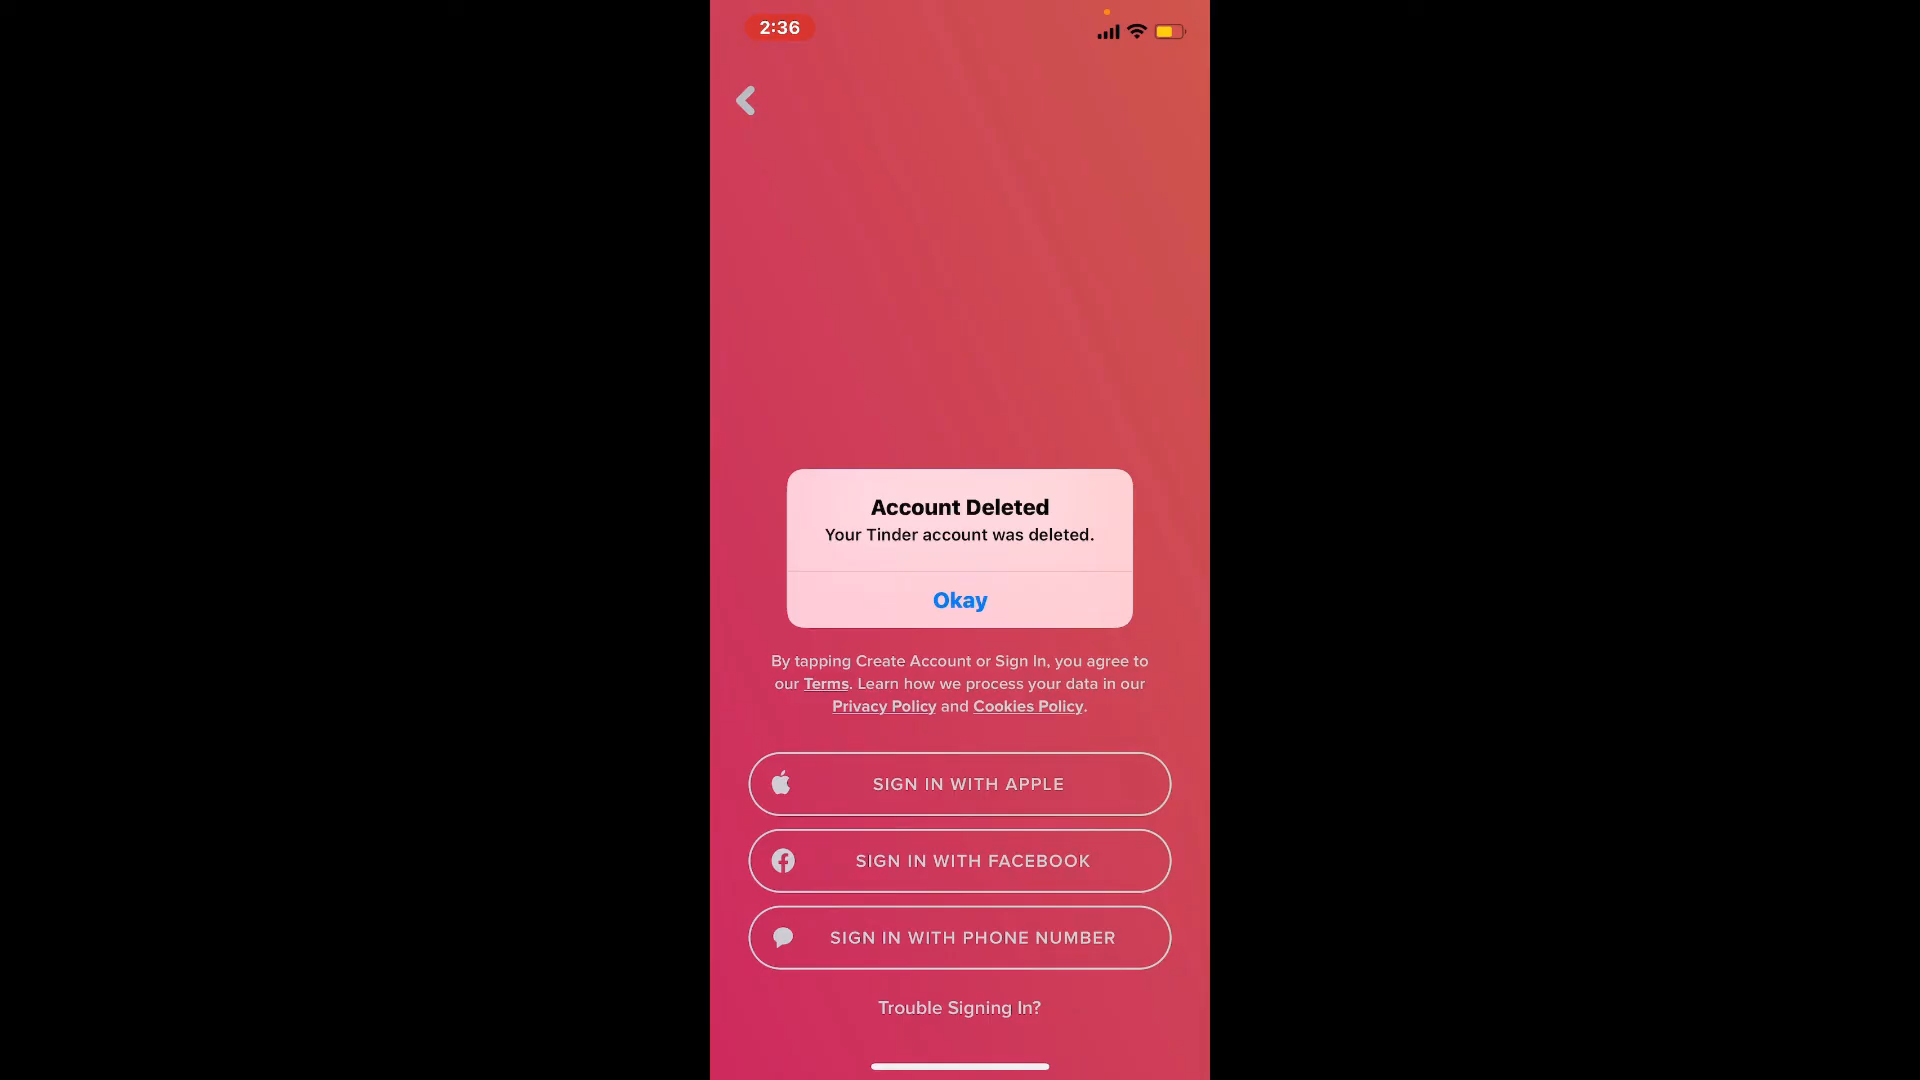 2:36
Account Deleted
Your Tinder account was deleted.
Okay
By tapping Create Account or Sign In, you agree to
our Terms. Learn how we process your data in our
Privacy Policy and Cookies Policy.
SIGN IN WITH APPLE
SIGN IN WITH FACEBOOK
SIGN IN WITH PHONE NUMBER
Trouble Signing In?